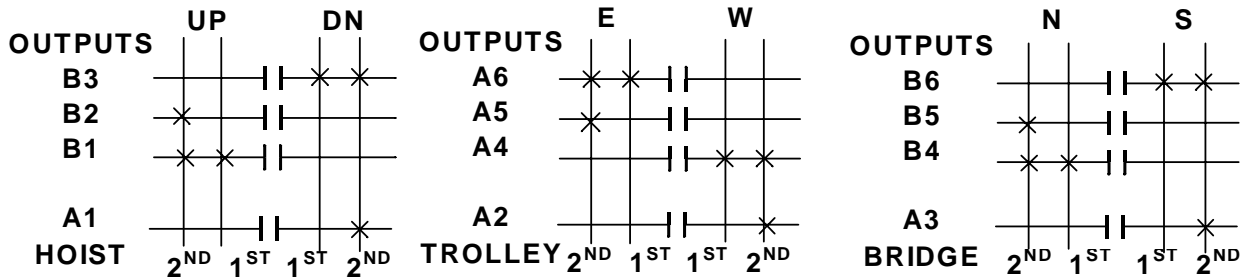 UP DN
OUTPUTS
B3
B2
B1
A1
HOIST 2ND 1ST 1ST 2ND
E W
OUTPUTS
A6
A5
A4
A2
TROLLEY 2ND 1ST 1ST 2ND
N S
OUTPUTS
B6
B5
B4
A3
BRIDGE 2ND 1ST 1ST 2ND